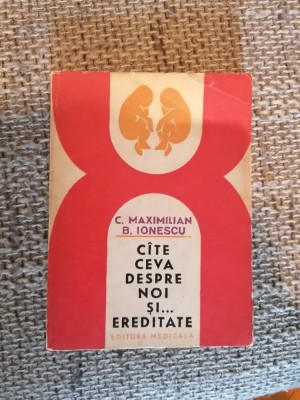 C. MAXIMILIAN
B. IONESCU
CÎTE
CEVA
DESPRE
NOI
ȘI...
EREDITATE
EDITURA MEDICALĂ